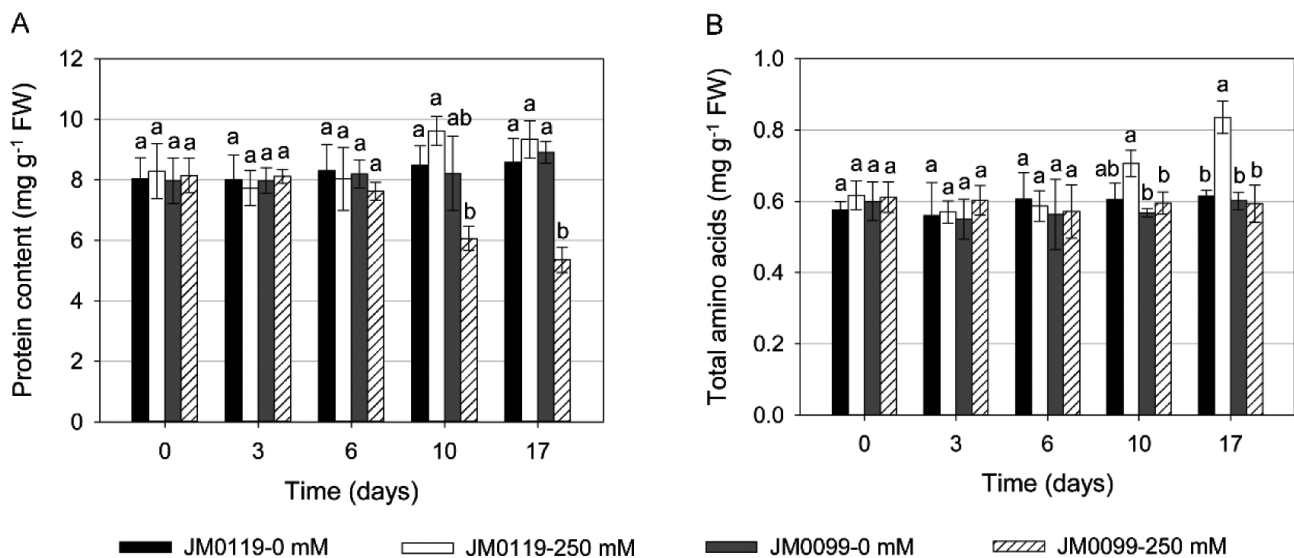 A
Protein content (mg g⁻¹ FW)
12
10
8
6
4
2
0
a a a a
a a a a
a a a a
a a ab b
a a a b
0 3 6 10 17
Time (days)
B
Total amino acids (mg g⁻¹ FW)
1.0
0.8
0.6
0.4
0.2
0.0
a a a a
a a a a
a a a a
ab a b b
b a b b
0 3 6 10 17
Time (days)
JM0119-0 mM JM0119-250 mM JM0099-0 mM JM0099-250 mM